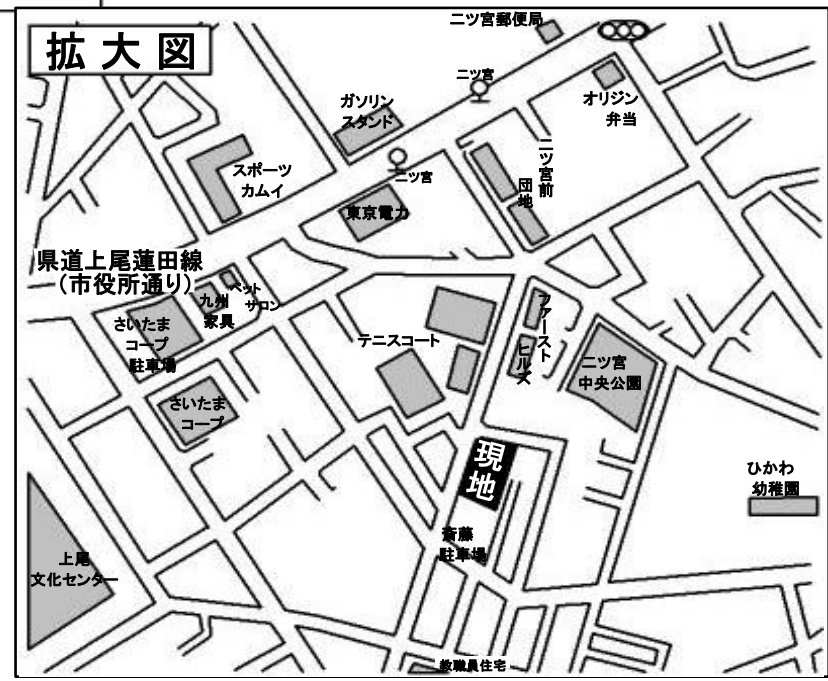 拡大図
二ツ宮郵便局
二ツ宮
オリジン
弁当
ガソリン
スタンド
二ツ宮
スポーツ
カムイ
二ツ宮前
団地
東京電力
県道上尾蓮田線
(市役所通り)
ペット
サロン
九州
家具
さいたま
コープ
駐車場
テニスコート
ファースト
ヒルズ
二ツ宮
中央公園
さいたま
コープ
現地
ひかわ
幼稚園
斎藤
駐車場
上尾
文化センター
教職員住宅